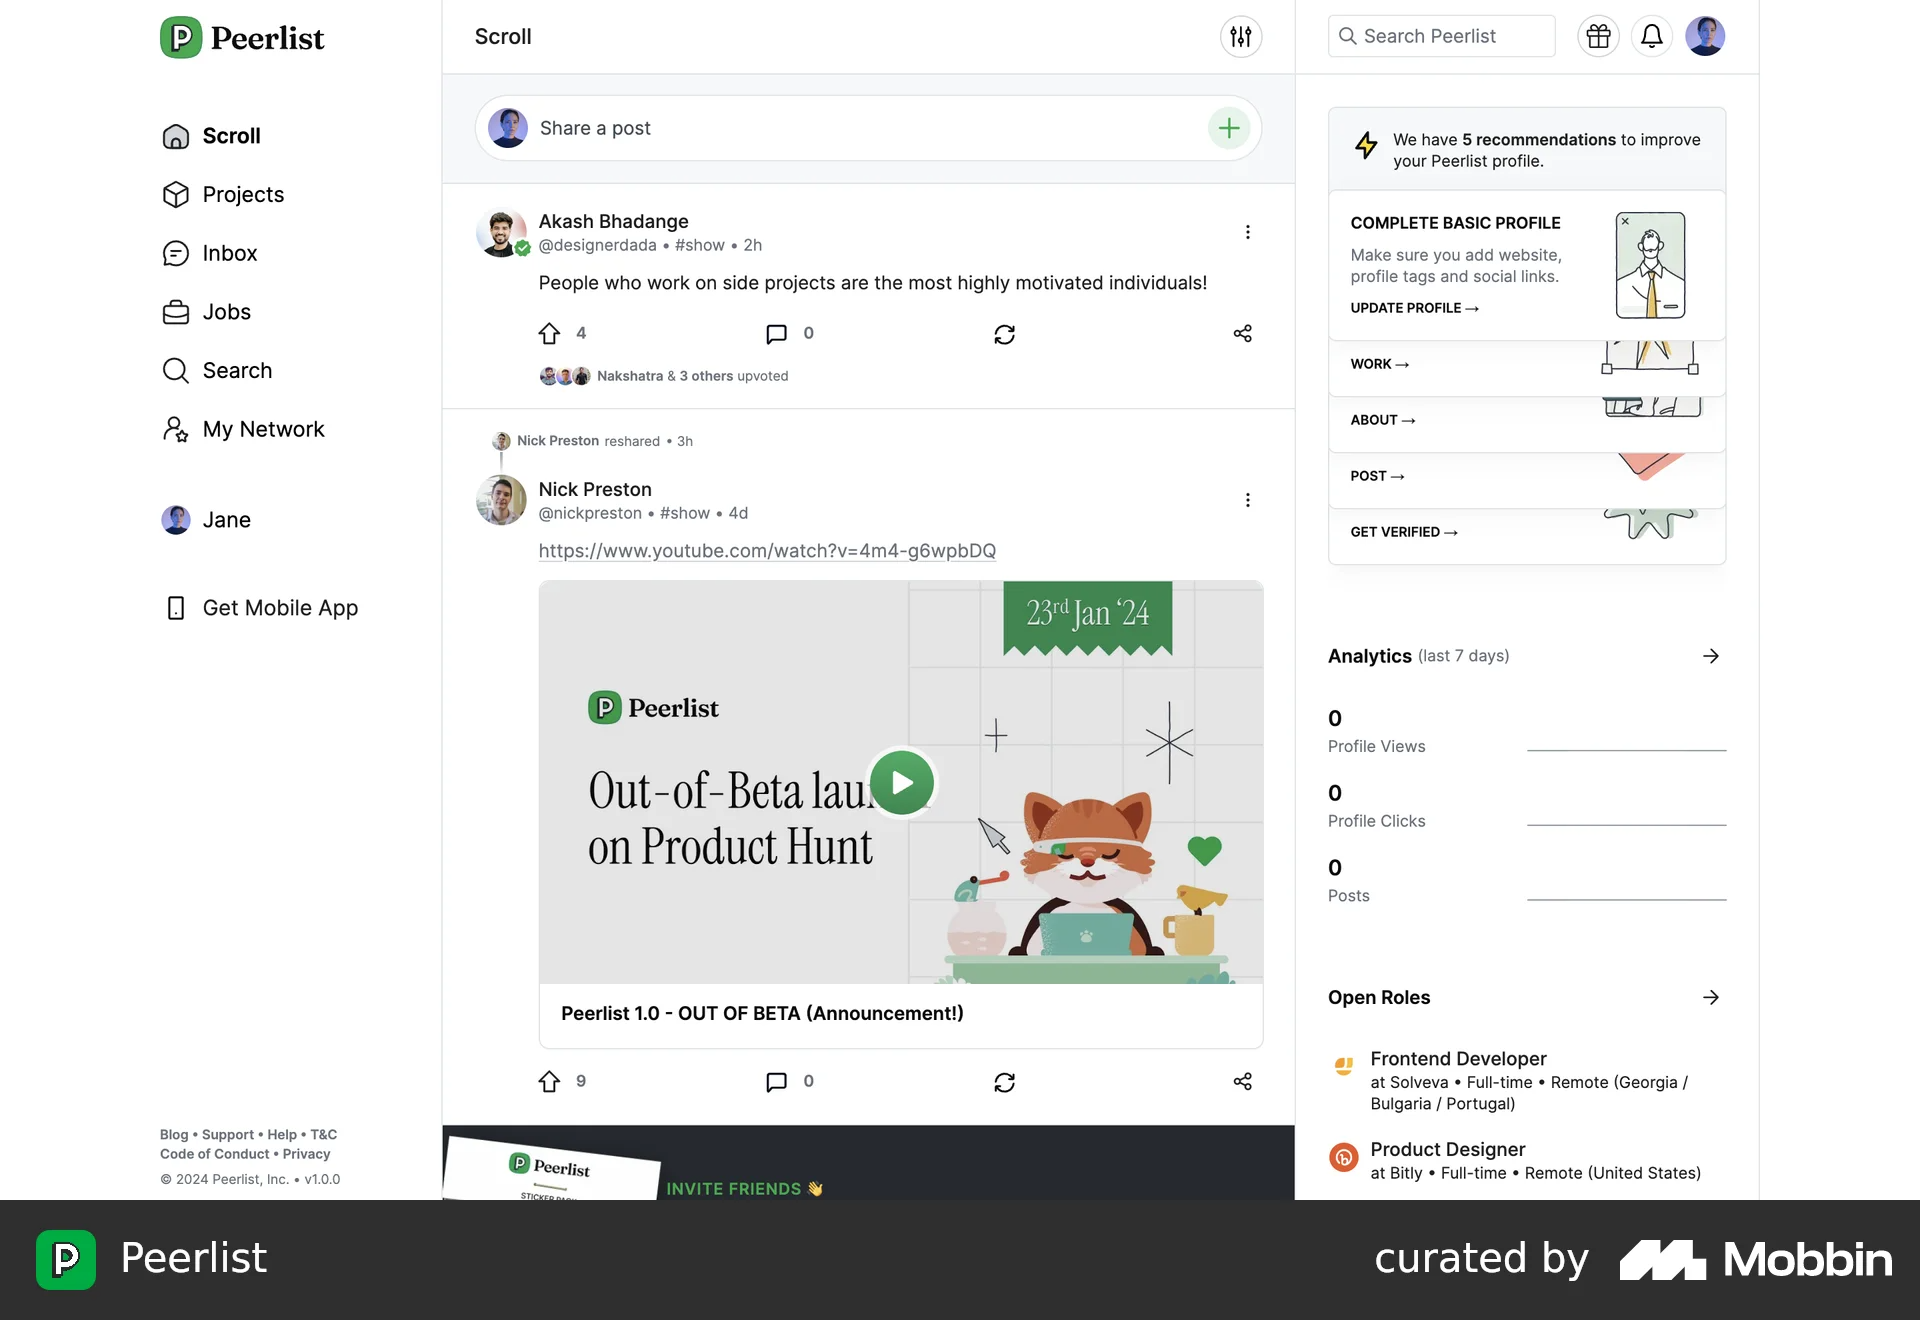 Peerlist
Scroll
Projects
Inbox
Jobs
Search
My Network
Jane
Get Mobile App
Blog • Support • Help • T&C
Code of Conduct • Privacy
© 2024 Peerlist, Inc. • v1.0.0
Scroll
Share a post
Akash Bhadange
@designerdada • #show • 2h
People who work on side projects are the most highly motivated individuals!
4
0
Nakshatra & 3 others upvoted
Nick Preston reshared • 3h
Nick Preston
@nickpreston • #show • 4d
https://www.youtube.com/watch?v=4m4-g6wpbDQ
23rd Jan ‘24
Peerlist
Out-of-Beta lau
on Product Hunt
Peerlist 1.0 - OUT OF BETA (Announcement!)
9
0
Peerlist
STICKER PACK
INVITE FRIENDS 👋
Search Peerlist
We have 5 recommendations to improve
your Peerlist profile.
COMPLETE BASIC PROFILE
Make sure you add website,
profile tags and social links.
UPDATE PROFILE →
WORK →
ABOUT →
POST →
GET VERIFIED →
Analytics (last 7 days)
0
Profile Views
0
Profile Clicks
0
Posts
Open Roles
Frontend Developer
at Solveva • Full-time • Remote (Georgia /
Bulgaria / Portugal)
Product Designer
at Bitly • Full-time • Remote (United States)
Peerlist
curated by Mobbin